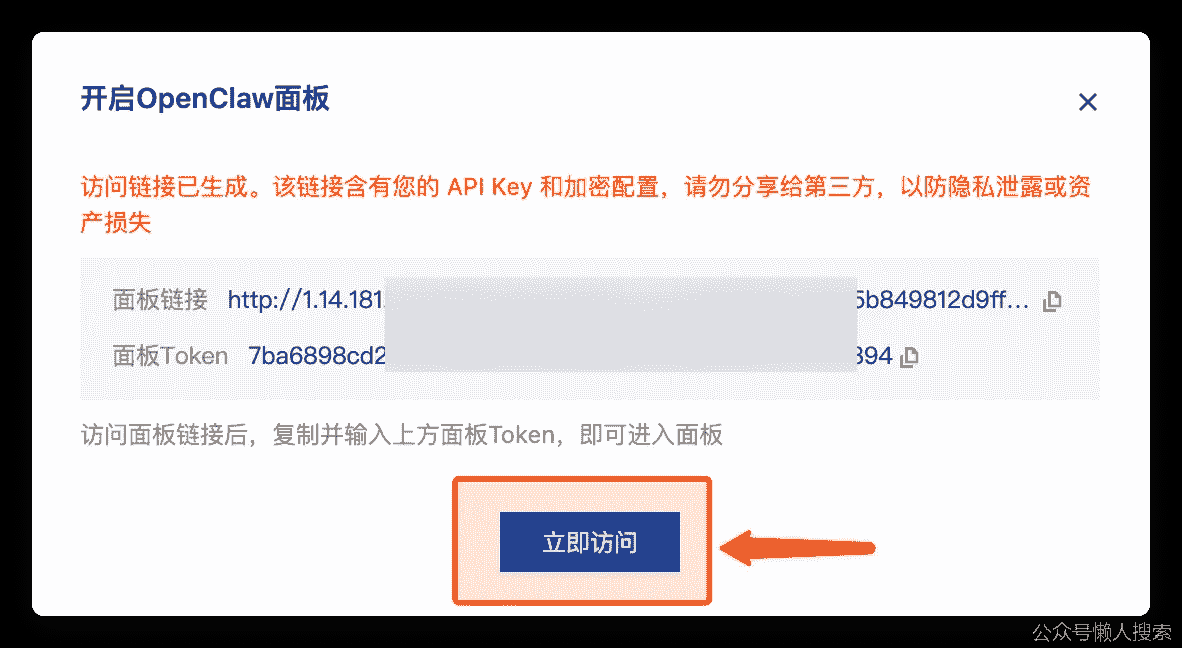 开启OpenClaw面板
访问链接已生成。该链接含有您的 API Key 和加密配置，请勿分享给第三方，以防隐私泄露或资
产损失
面板链接 http://1.14.181 5b849812d9ff...
面板Token 7ba6898cd2 394
访问面板链接后，复制并输入上方面板Token，即可进入面板
立即访问
公众号懒人搜索